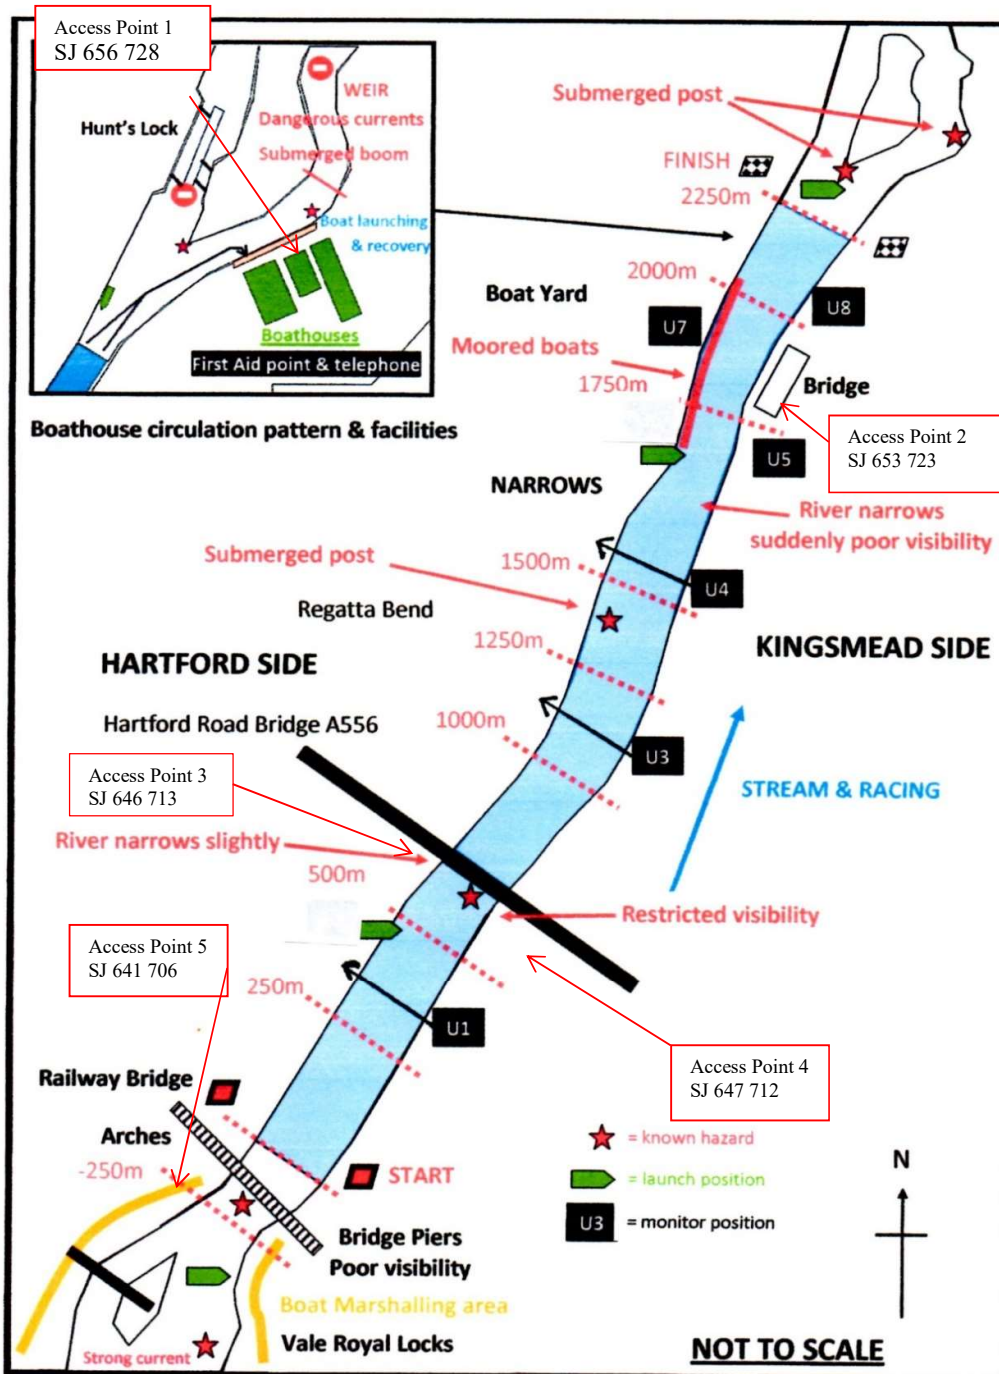 Access Point 1
SJ 656 728
Hunt's Lock
WEIR
Dangerous currents
Submerged boom
Boat launching
& recovery
Boathouses
First Aid point & telephone
Boathouse circulation pattern & facilities
Submerged post
FINISH
2250m
2000m
Boat Yard
U7
U8
Moored boats
1750m
Bridge
Access Point 2
SJ 653 723
U5
NARROWS
River narrows
suddenly poor visibility
Submerged post
1500m
U4
Regatta Bend
1250m
HARTFORD SIDE
KINGSMEAD SIDE
Hartford Road Bridge A556
1000m
U3
Access Point 3
SJ 646 713
STREAM & RACING
River narrows slightly
500m
Restricted visibility
Access Point 5
SJ 641 706
250m
U1
Access Point 4
SJ 647 712
Railway Bridge
Arches
-250m
START
= known hazard
= launch position
U3 = monitor position
N
Bridge Piers
Poor visibility
Boat Marshalling area
Vale Royal Locks
Strong current
NOT TO SCALE